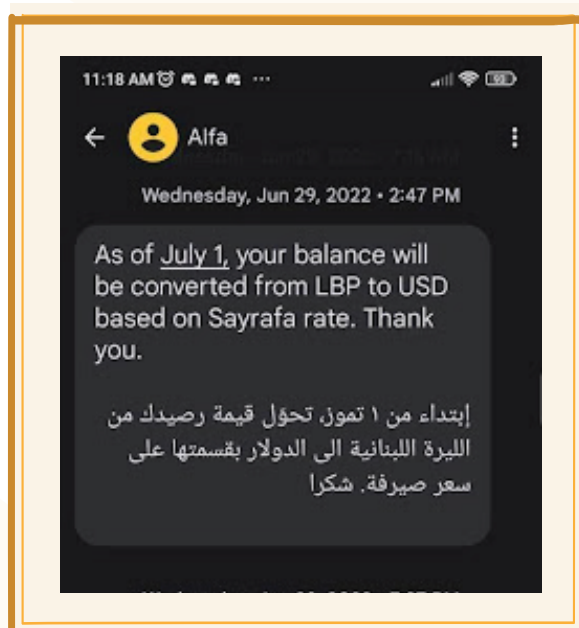 11:18 AM
93
Alfa
Wednesday, Jun 29, 2022 • 2:47 PM
As of July 1, your balance will
be converted from LBP to USD
based on Sayrafa rate. Thank
you.
إبتداء من ١ تموز، تحوّل قيمة رصيدك من
الليرة اللبنانية الى الدولار بقسمتها على
سعر صيرفة. شكرا